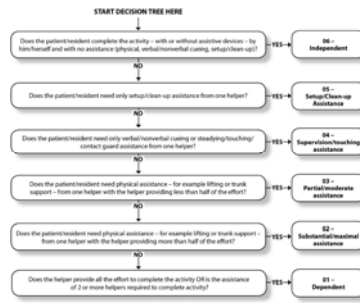 START DECISION TREE HERE
Does the patient/resident complete the activity – with or without assistive devices – by
him/herself and with no assistance (physical, verbal/nonverbal cueing, setup/clean-up)?
YES
06 –
Independent
NO
Does the patient/resident need only setup/clean-up assistance from one helper?
YES
05 –
Setup/Clean-up
Assistance
NO
Does the patient/resident need only verbal/nonverbal cueing or steadying/touching/
contact guard assistance from one helper?
YES
04 –
Supervision/touching
assistance
NO
Does the patient/resident need physical assistance – for example lifting or trunk
support – from one helper with the helper providing less than half of the effort?
YES
03 –
Partial/moderate
assistance
NO
Does the patient/resident need physical assistance – for example lifting or trunk support –
from one helper with the helper providing more than half of the effort?
YES
02 –
Substantial/maximal
assistance
NO
Does the helper provide all the effort to complete the activity OR is the assistance
of 2 or more helpers required to complete activity?
YES
01 –
Dependent